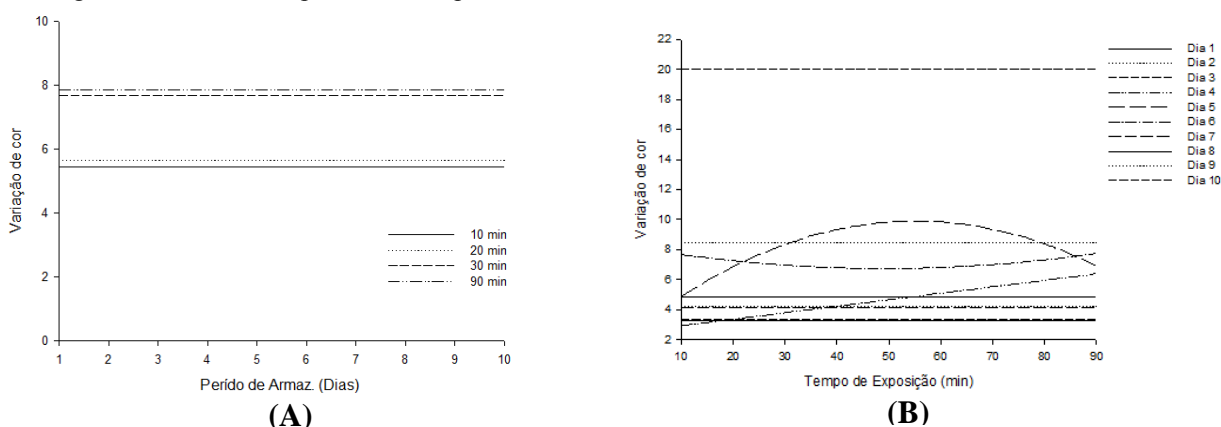 10
8
6
4
2
0
Variação de cor
10 min
20 min
30 min
90 min
1 2 3 4 5 6 7 8 9 10
Perído de Armaz. (Dias)
(A)
22
20
18
16
14
12
10
8
6
4
2
Variação de cor
10 20 30 40 50 60 70 80 90
Tempo de Exposição (min)
Dia 1
Dia 2
Dia 3
Dia 4
Dia 5
Dia 6
Dia 7
Dia 8
Dia 9
Dia 10
(B)